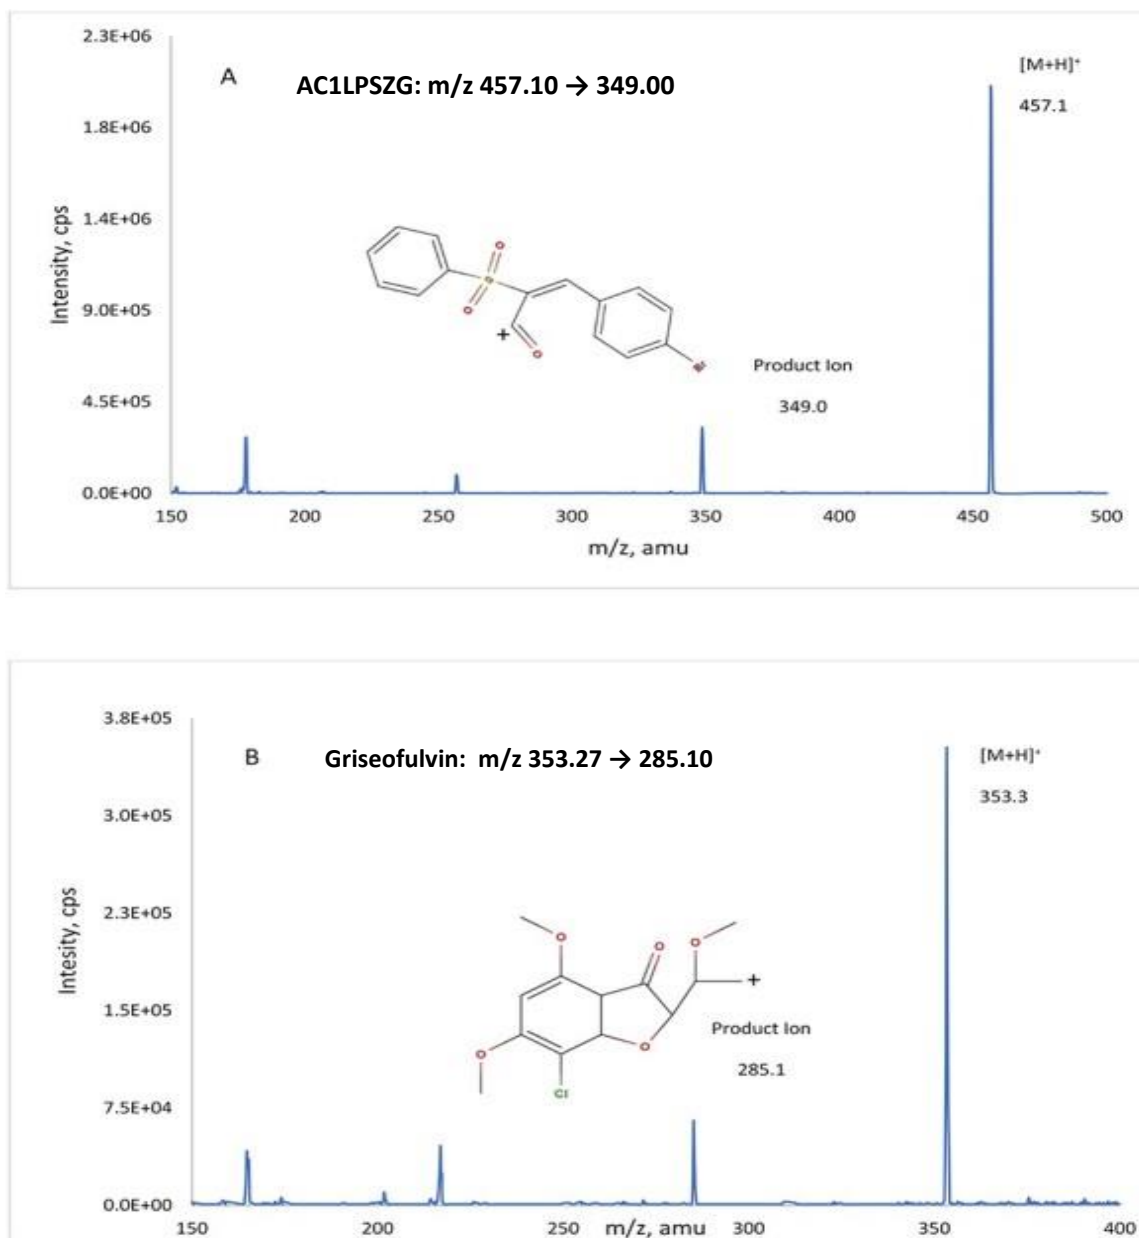 2.3E+06
A
AC1LPSZG: m/z 457.10 → 349.00
[M+H]⁺
457.1
1.8E+06
1.4E+06
Intensity, cps
9.0E+05
4.5E+05
0.0E+00
O
S
O
+
O
Br
Product Ion
349.0
150 200 250 300 350 400 450 500
m/z, amu
3.8E+05
B
Griseofulvin: m/z 353.27 → 285.10
[M+H]⁺
353.3
3.0E+05
2.3E+05
Intesity, cps
1.5E+05
7.5E+04
0.0E+00
O
O
O
+
O
O
Cl
Product Ion
285.1
150 200 250 m/z, amu 300 350 400